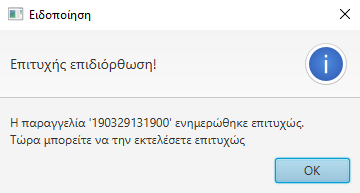 Ειδοποίηση
Επιτυχής επιδιόρθωση!
Η παραγγελία '190329131900' ενημερώθηκε επιτυχώς.
Τώρα μπορείτε να την εκτελέσετε επιτυχώς
OK